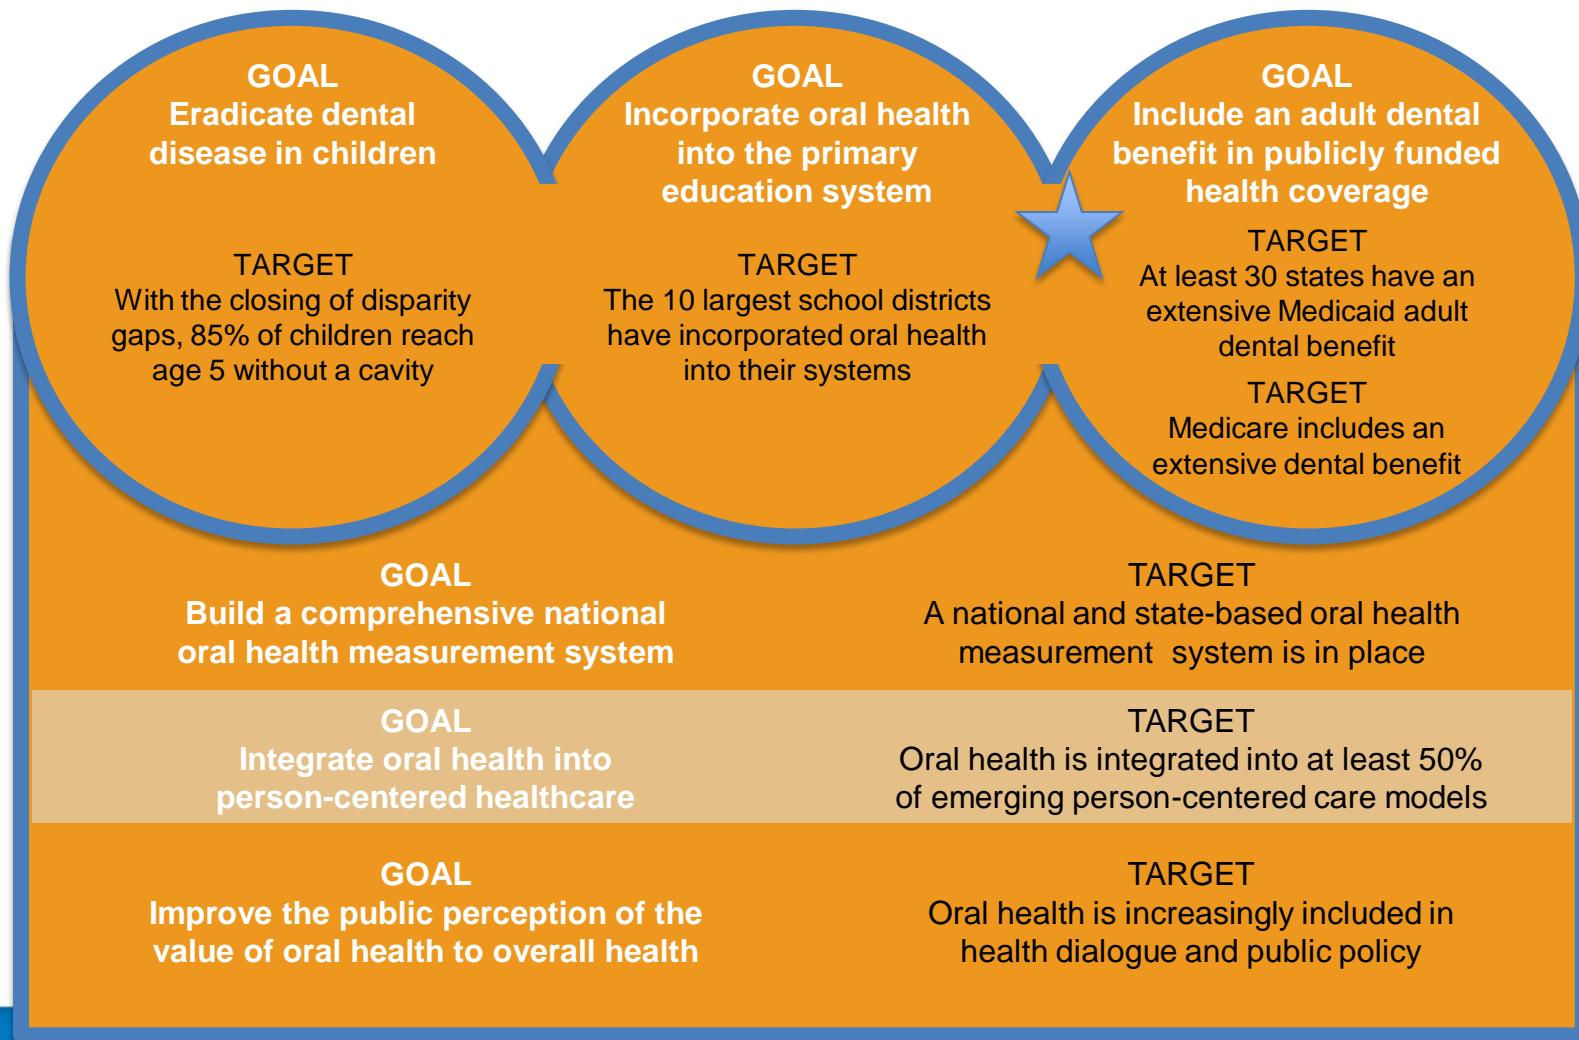 GOAL
Eradicate dental
disease in children
TARGET
With the closing of disparity
gaps, 85% of children reach
age 5 without a cavity
GOAL
Incorporate oral health
into the primary
education system
TARGET
The 10 largest school districts
have incorporated oral health
into their systems
GOAL
Include an adult dental
benefit in publicly funded
health coverage
TARGET
At least 30 states have an
extensive Medicaid adult
dental benefit
TARGET
Medicare includes an
extensive dental benefit
GOAL
Build a comprehensive national
oral health measurement system
TARGET
A national and state-based oral health
measurement system is in place
GOAL
Integrate oral health into
person-centered healthcare
TARGET
Oral health is integrated into at least 50%
of emerging person-centered care models
GOAL
Improve the public perception of the
value of oral health to overall health
TARGET
Oral health is increasingly included in
health dialogue and public policy